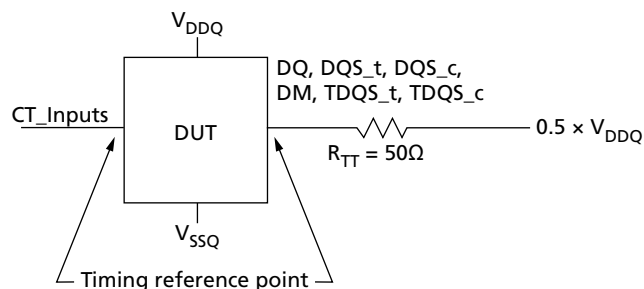 V_DDQ
DQ, DQS_t, DQS_c,
DM, TDQS_t, TDQS_c
CT_Inputs
DUT
0.5 × V_DDQ
R_TT = 50Ω
V_SSQ
Timing reference point